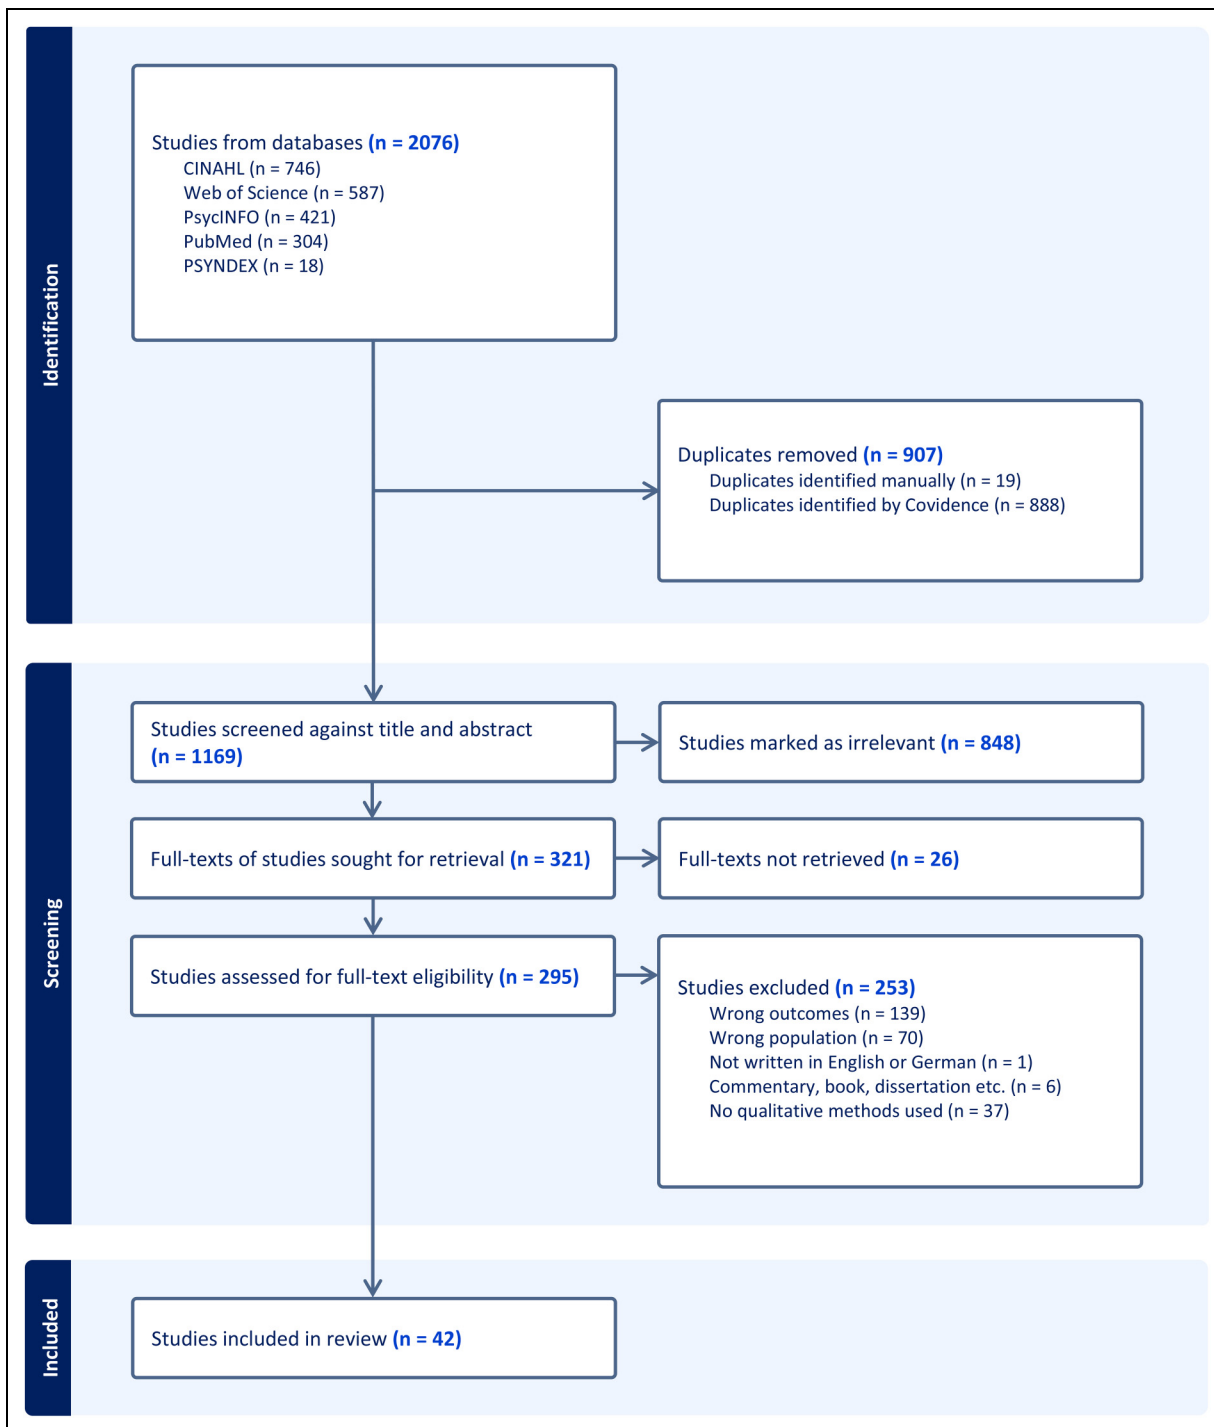 Identification
Studies from databases (n = 2076)
CINAHL (n = 746)
Web of Science (n = 587)
PsycINFO (n = 421)
PubMed (n = 304)
PSYNDEX (n = 18)
Duplicates removed (n = 907)
Duplicates identified manually (n = 19)
Duplicates identified by Covidence (n = 888)
Screening
Studies screened against title and abstract
(n = 1169)
Studies marked as irrelevant (n = 848)
Full-texts of studies sought for retrieval (n = 321)
Full-texts not retrieved (n = 26)
Studies assessed for full-text eligibility (n = 295)
Studies excluded (n = 253)
Wrong outcomes (n = 139)
Wrong population (n = 70)
Not written in English or German (n = 1)
Commentary, book, dissertation etc. (n = 6)
No qualitative methods used (n = 37)
Included
Studies included in review (n = 42)